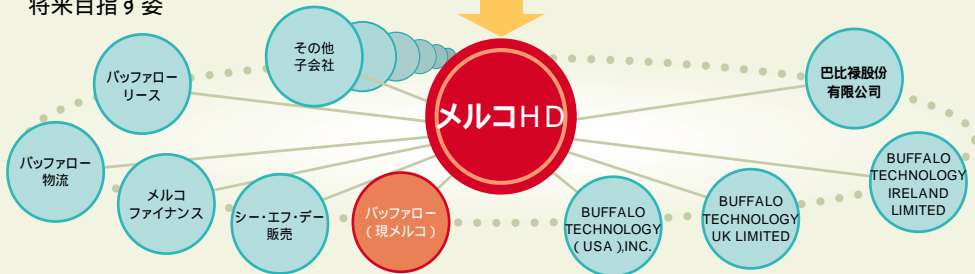 将来目指す姿
その他
子会社
バッファロー
リース
メルコHD
巴比禄股份
有限公司
バッファロー
物流
メルコ
ファイナンス
シー・エフ・デー
販売
バッファロー
(現メルコ)
BUFFALO
TECHNOLOGY
(USA),INC.
BUFFALO
TECHNOLOGY
UK LIMITED
BUFFALO
TECHNOLOGY
IRELAND
LIMITED